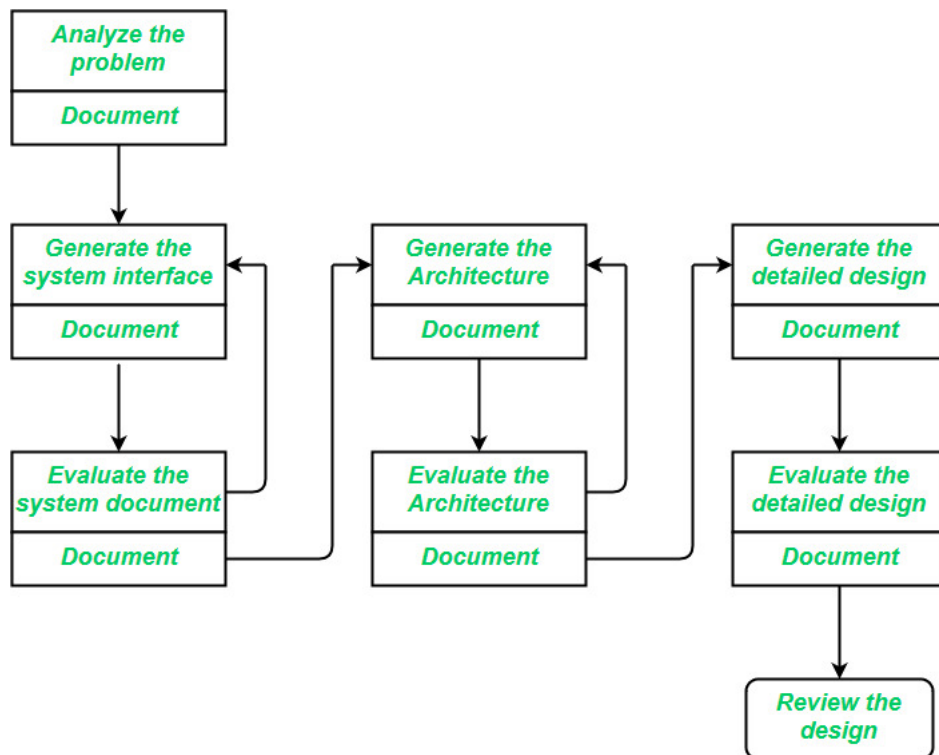 Analyze the
problem
Document
Generate the
system interface
Document
Evaluate the
system document
Document
Generate the
Architecture
Document
Evaluate the
Architecture
Document
Generate the
detailed design
Document
Evaluate the
detailed design
Document
Review the
design